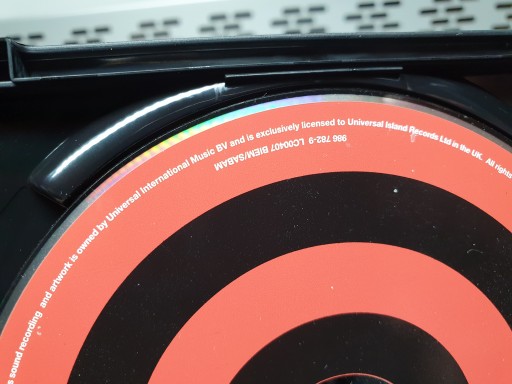 s sound recording and artwork is owned by Universal International Music BV and is exclusively licensed to Universal Island Records Ltd in the UK. All rights
986 782-9 LC00407 BIEM/SABAM